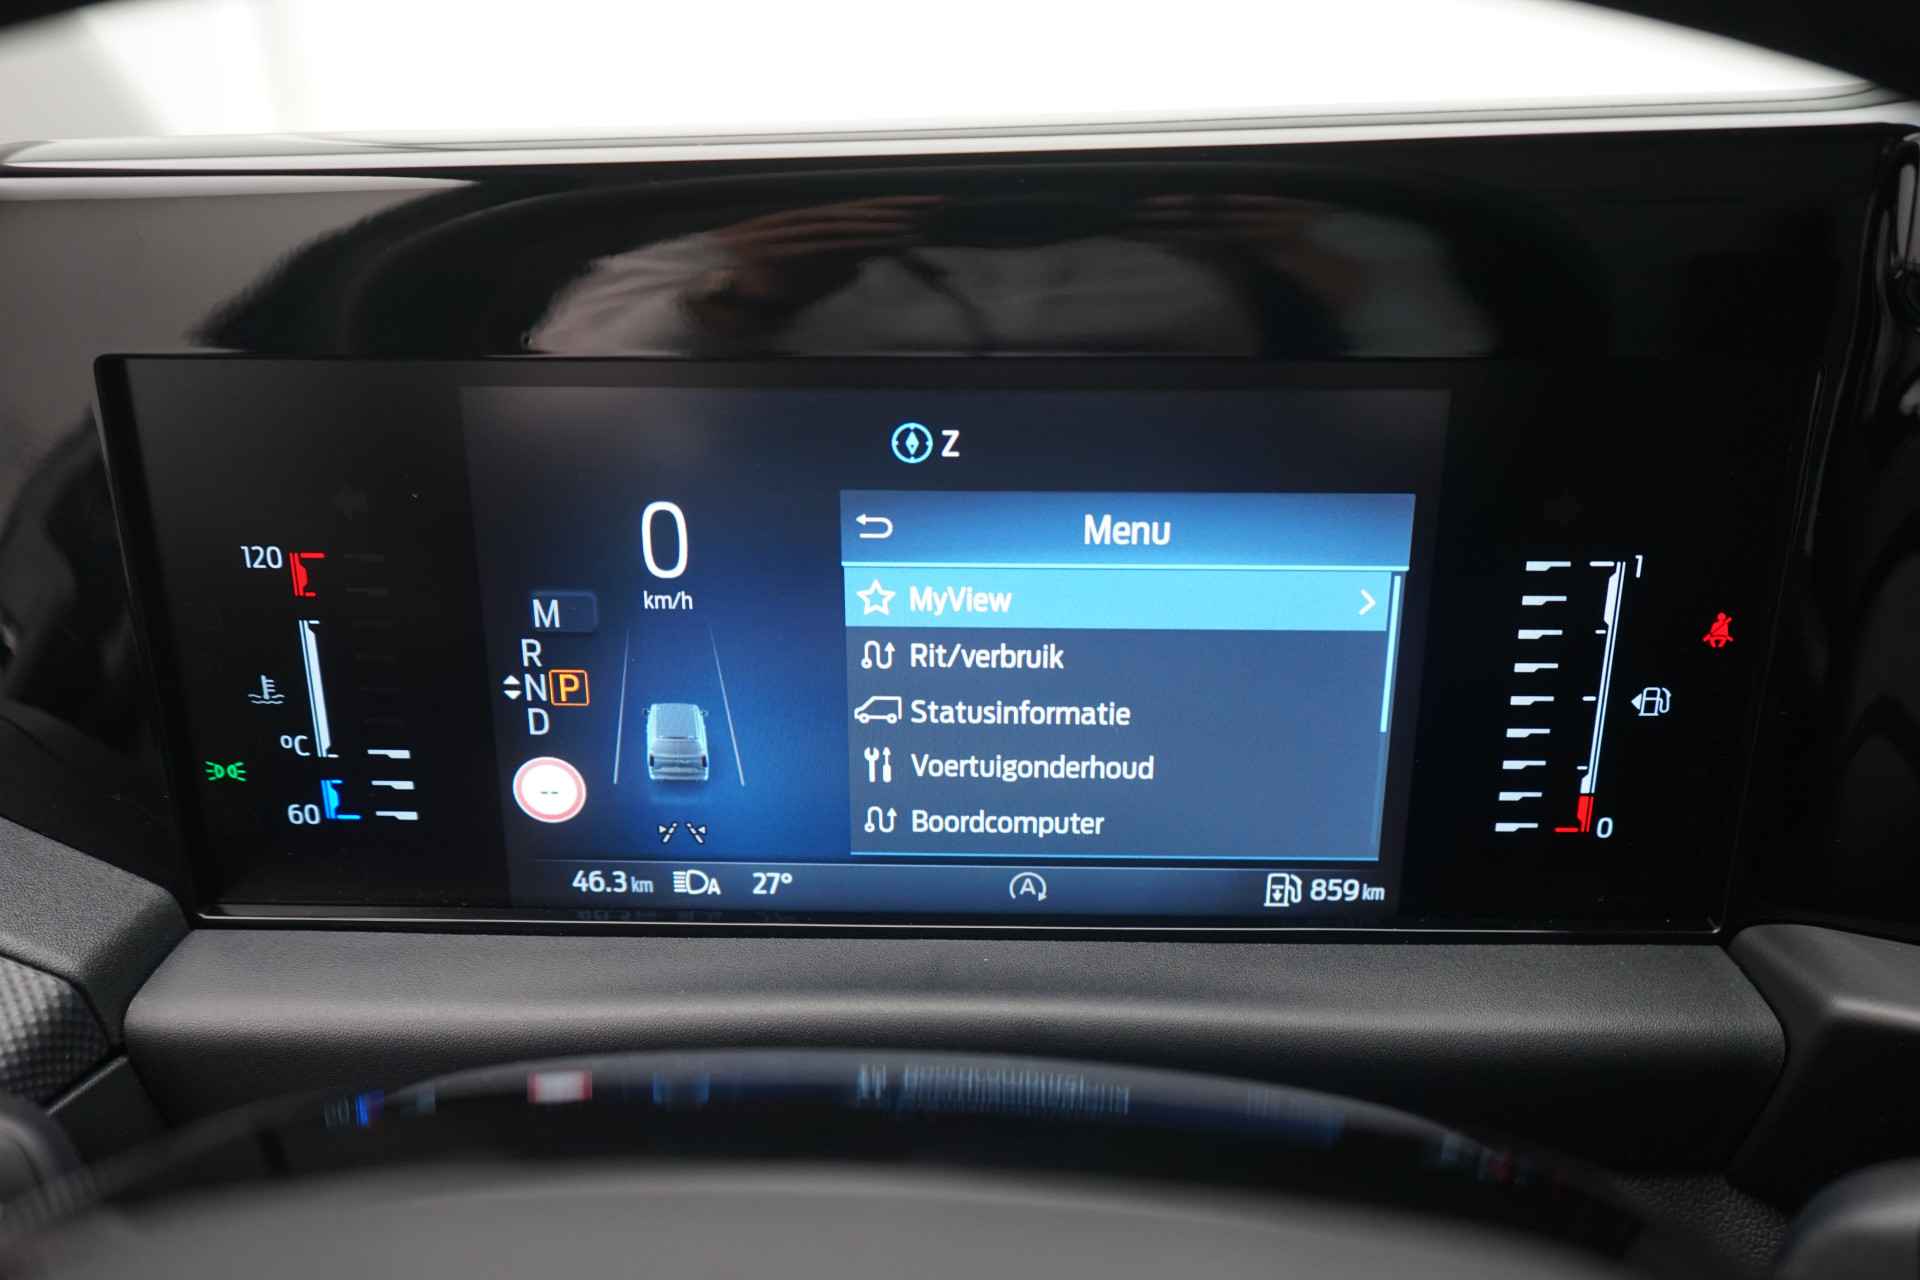 Z
120
°C
60
0
km/h
M
R
N P
D
--
Menu
MyView
Rit/verbruik
Statusinformatie
Voertuigonderhoud
Boordcomputer
46.3 km
A
27°
A
859 km
1
0